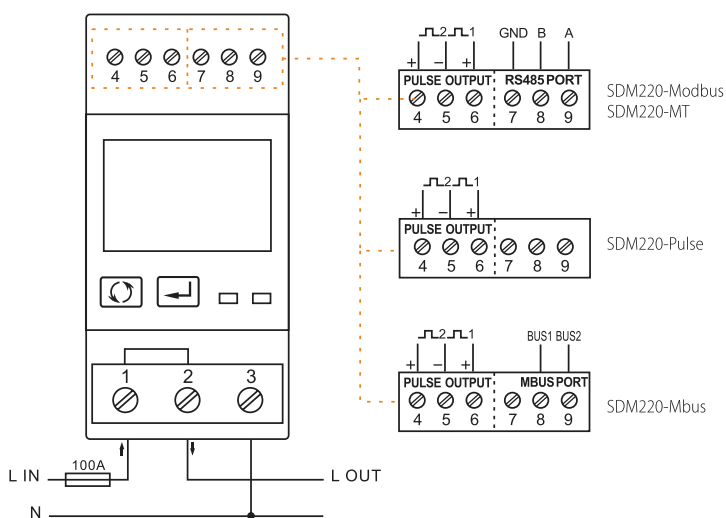 4 5 6 7 8 9
1 2 3
L IN
100A
L OUT
N
2 1 GND B A
+ − +
PULSE OUTPUT RS485 PORT
4 5 6 7 8 9
SDM220-Modbus
SDM220-MT
2 1
+ − +
PULSE OUTPUT
4 5 6 7 8 9
SDM220-Pulse
2 1 BUS1 BUS2
+ − +
PULSE OUTPUT MBUS PORT
4 5 6 7 8 9
SDM220-Mbus